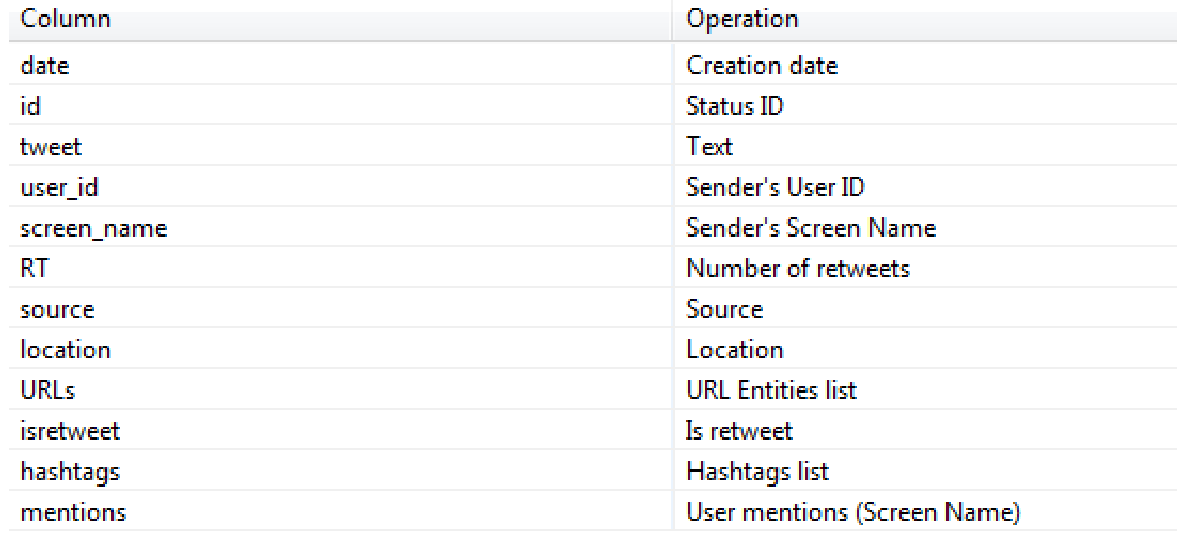 Column Operation
date Creation date
id Status ID
tweet Text
user_id Sender's User ID
screen_name Sender's Screen Name
RT Number of retweets
source Source
location Location
URLs URL Entities list
isretweet Is retweet
hashtags Hashtags list
mentions User mentions (Screen Name)